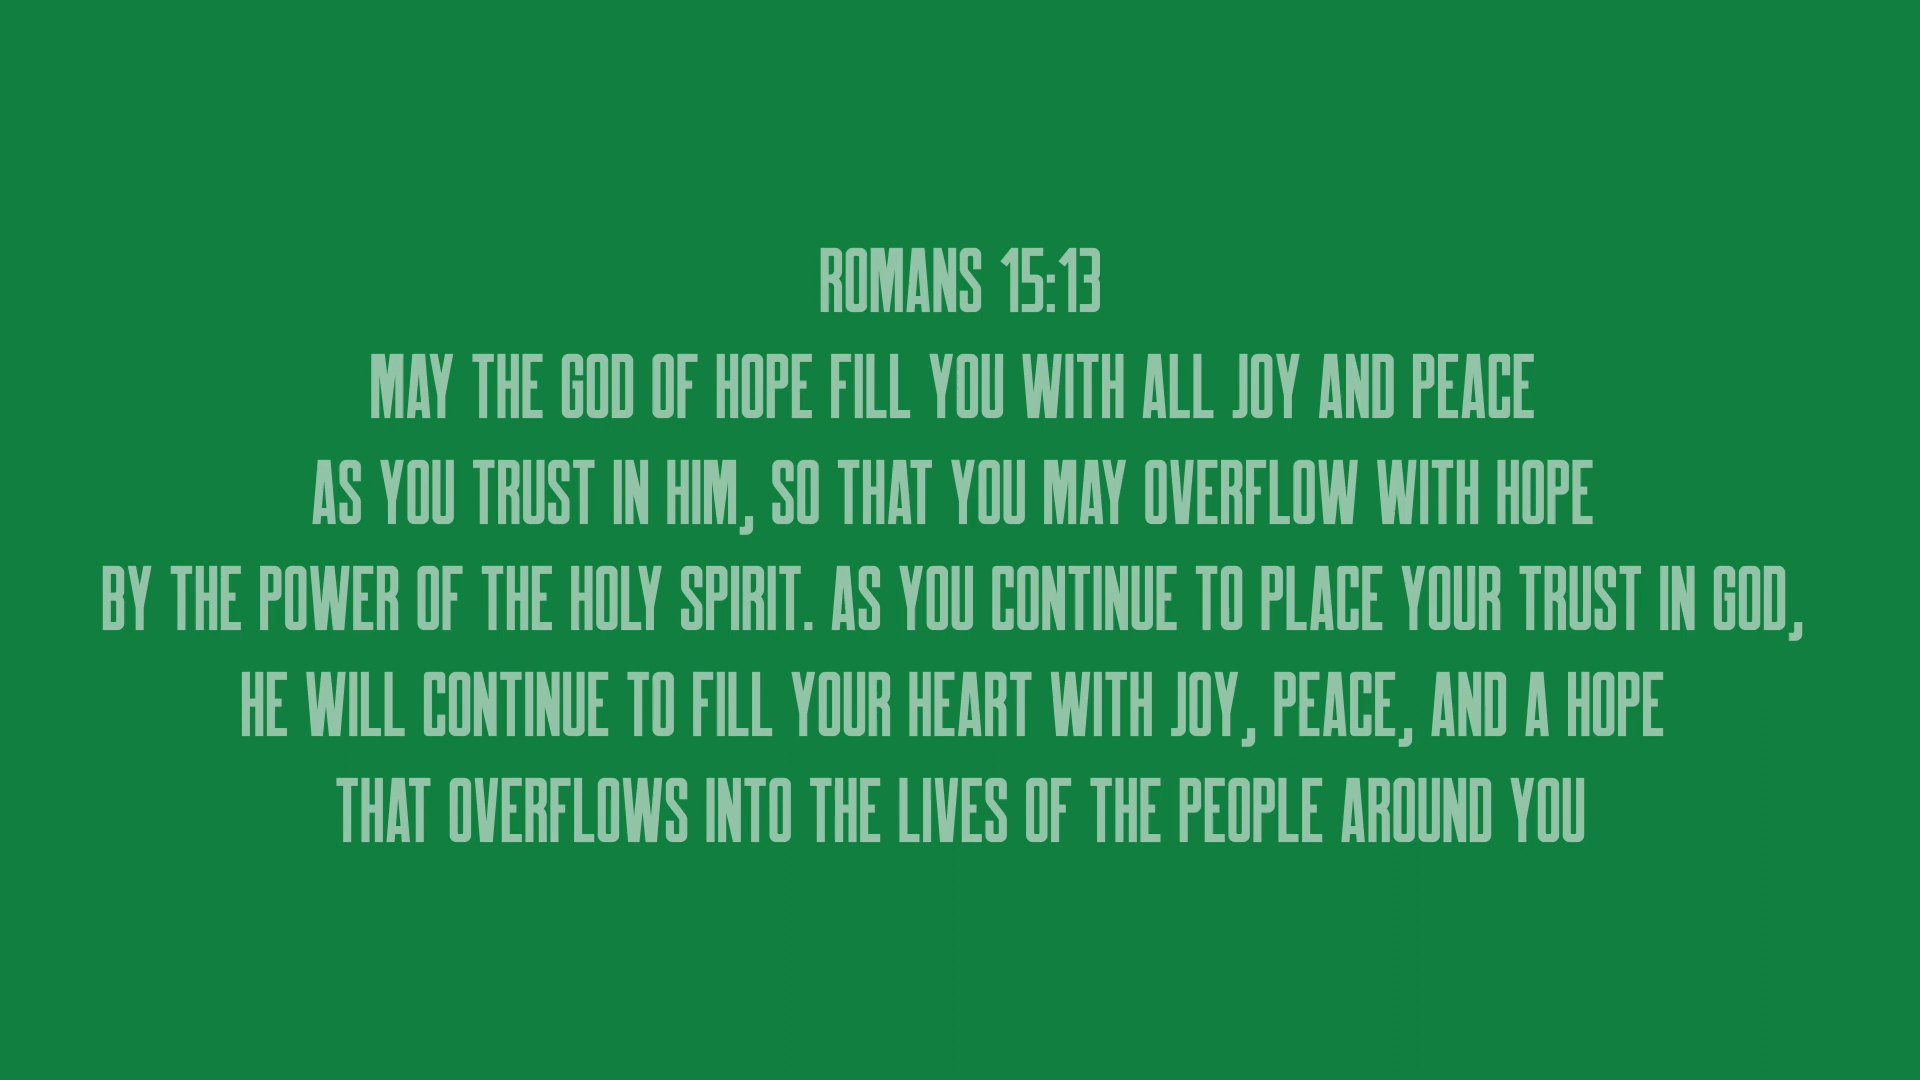 ROMANS 15:13
MAY THE GOD OF HOPE FILL YOU WITH ALL JOY AND PEACE
AS YOU TRUST IN HIM, SO THAT YOU MAY OVERFLOW WITH HOPE
BY THE POWER OF THE HOLY SPIRIT. AS YOU CONTINUE TO PLACE YOUR TRUST IN GOD,
HE WILL CONTINUE TO FILL YOUR HEART WITH JOY, PEACE, AND A HOPE
THAT OVERFLOWS INTO THE LIVES OF THE PEOPLE AROUND YOU